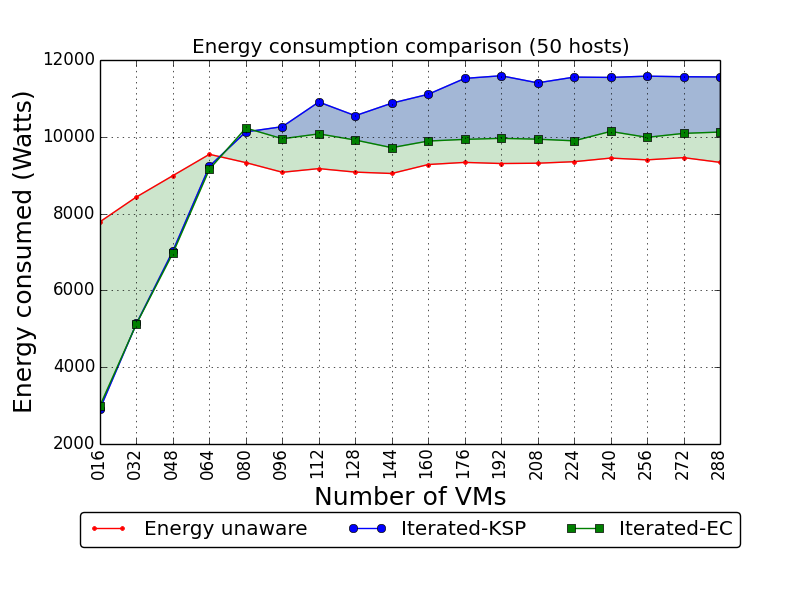 Energy consumption comparison (50 hosts)
Energy consumed (Watts)
12000
10000
8000
6000
4000
2000
016 032 048 064 080 096 112 128 144 160 176 192 208 224 240 256 272 288
Number of VMs
Energy unaware Iterated-KSP Iterated-EC